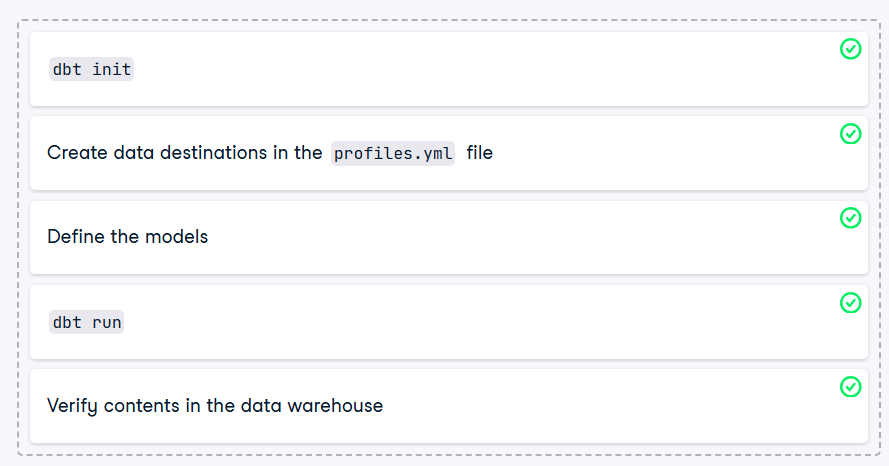 dbt init
Create data destinations in the profiles.yml file
Define the models
dbt run
Verify contents in the data warehouse